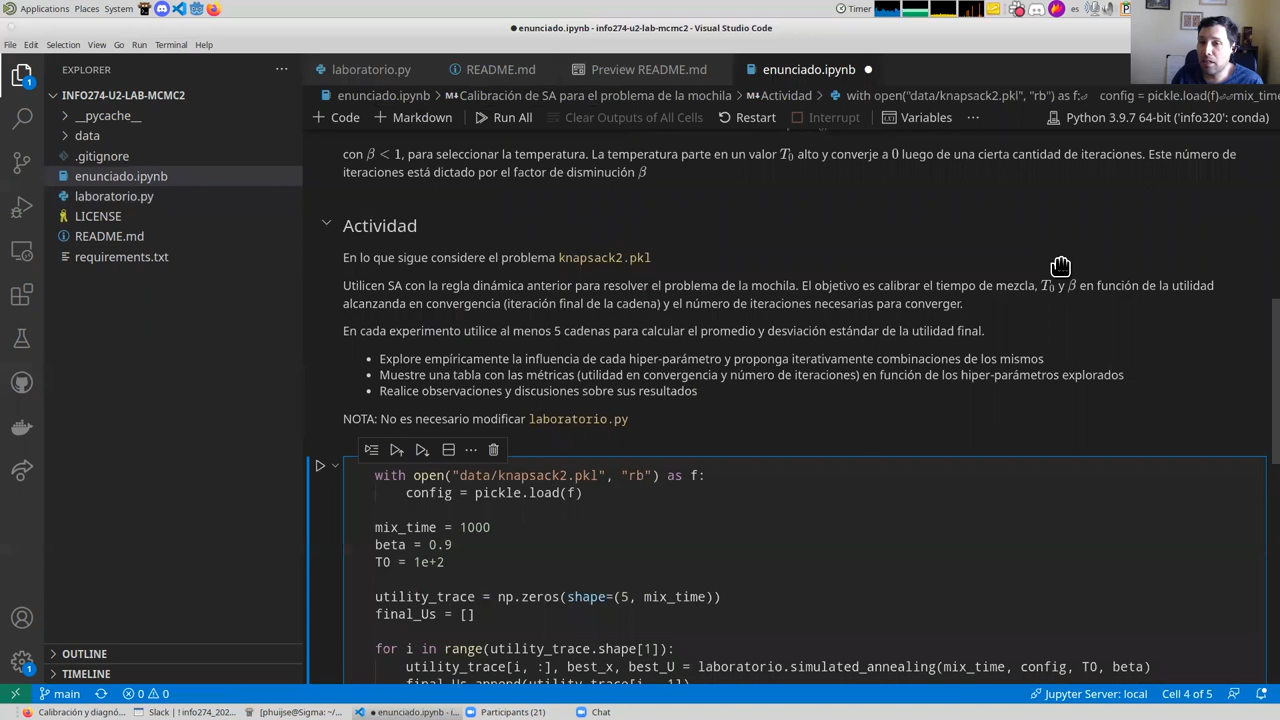 Applications Places System
Timer
es
enunciado.ipynb - info274-u2-lab-mcmc2 - Visual Studio Code
File Edit Selection View Go Run Terminal Help
EXPLORER
laboratorio.py
README.md
Preview README.md
enunciado.ipynb
INFO274-U2-LAB-MCMC2
__pycache__
data
.gitignore
enunciado.ipynb
laboratorio.py
LICENSE
README.md
requirements.txt
OUTLINE
TIMELINE
enunciado.ipynb > Calibración de SA para el problema de la mochila > Actividad > with open("data/knapsack2.pkl", "rb") as f: config = pickle.load(f) mix_time
+ Code + Markdown Run All Clear Outputs of All Cells Restart Interrupt Variables ... Python 3.9.7 64-bit ('info320': conda)
con β < 1, para seleccionar la temperatura. La temperatura parte en un valor T0 alto y converje a 0 luego de una cierta cantidad de iteraciones. Este número de
iteraciones está dictado por el factor de disminución β
Actividad
En lo que sigue considere el problema knapsack2.pkl
Utilicen SA con la regla dinámica anterior para resolver el problema de la mochila. El objetivo es calibrar el tiempo de mezcla, T0 y β en función de la utilidad
alcanzanda en convergencia (iteración final de la cadena) y el número de iteraciones necesarias para converger.
En cada experimento utilice al menos 5 cadenas para calcular el promedio y desviación estándar de la utilidad final.
• Explore empíricamente la influencia de cada hiper-parámetro y proponga iterativamente combinaciones de los mismos
• Muestre una tabla con las métricas (utilidad en convergencia y número de iteraciones) en función de los hiper-parámetros explorados
• Realice observaciones y discusiones sobre sus resultados
NOTA: No es necesario modificar laboratorio.py
with open("data/knapsack2.pkl", "rb") as f:
config = pickle.load(f)
mix_time = 1000
beta = 0.9
T0 = 1e+2
utility_trace = np.zeros(shape=(5, mix_time))
final_Us = []
for i in range(utility_trace.shape[1]):
utility_trace[i, :], best_x, best_U = laboratorio.simulated_annealing(mix_time, config, T0, beta)
final_Us.append(utility_trace[i, -1])
main 0 0 Jupyter Server: local Cell 4 of 5
Calibración y diagnó... Slack | ! info274_202... [phuijse@Sigma: ~/... enunciado.ipynb - i... Participants (21) Chat